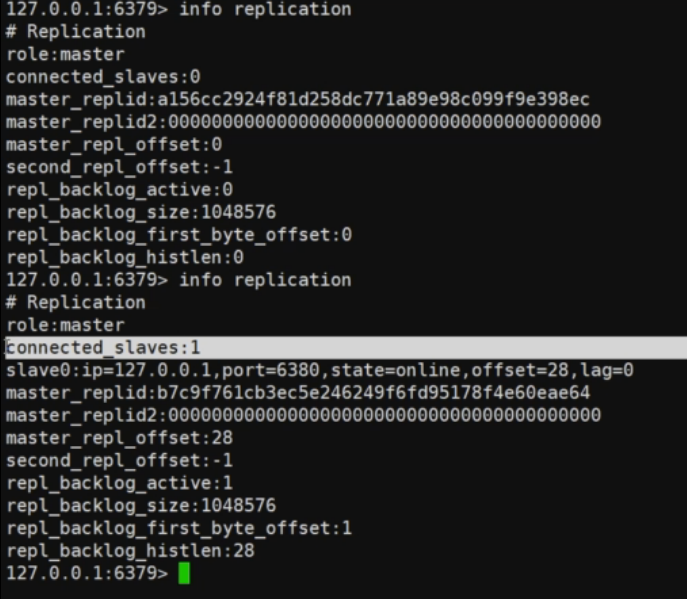 127.0.0.1:6379> info replication
# Replication
role:master
connected_slaves:0
master_replid:a156cc2924f81d258dc771a89e98c099f9e398ec
master_replid2:0000000000000000000000000000000000000000
master_repl_offset:0
second_repl_offset:-1
repl_backlog_active:0
repl_backlog_size:1048576
repl_backlog_first_byte_offset:0
repl_backlog_histlen:0
127.0.0.1:6379> info replication
# Replication
role:master
connected_slaves:1
slave0:ip=127.0.0.1,port=6380,state=online,offset=28,lag=0
master_replid:b7c9f761cb3ec5e246249f6fd95178f4e60eae64
master_replid2:0000000000000000000000000000000000000000
master_repl_offset:28
second_repl_offset:-1
repl_backlog_active:1
repl_backlog_size:1048576
repl_backlog_first_byte_offset:1
repl_backlog_histlen:28
127.0.0.1:6379>